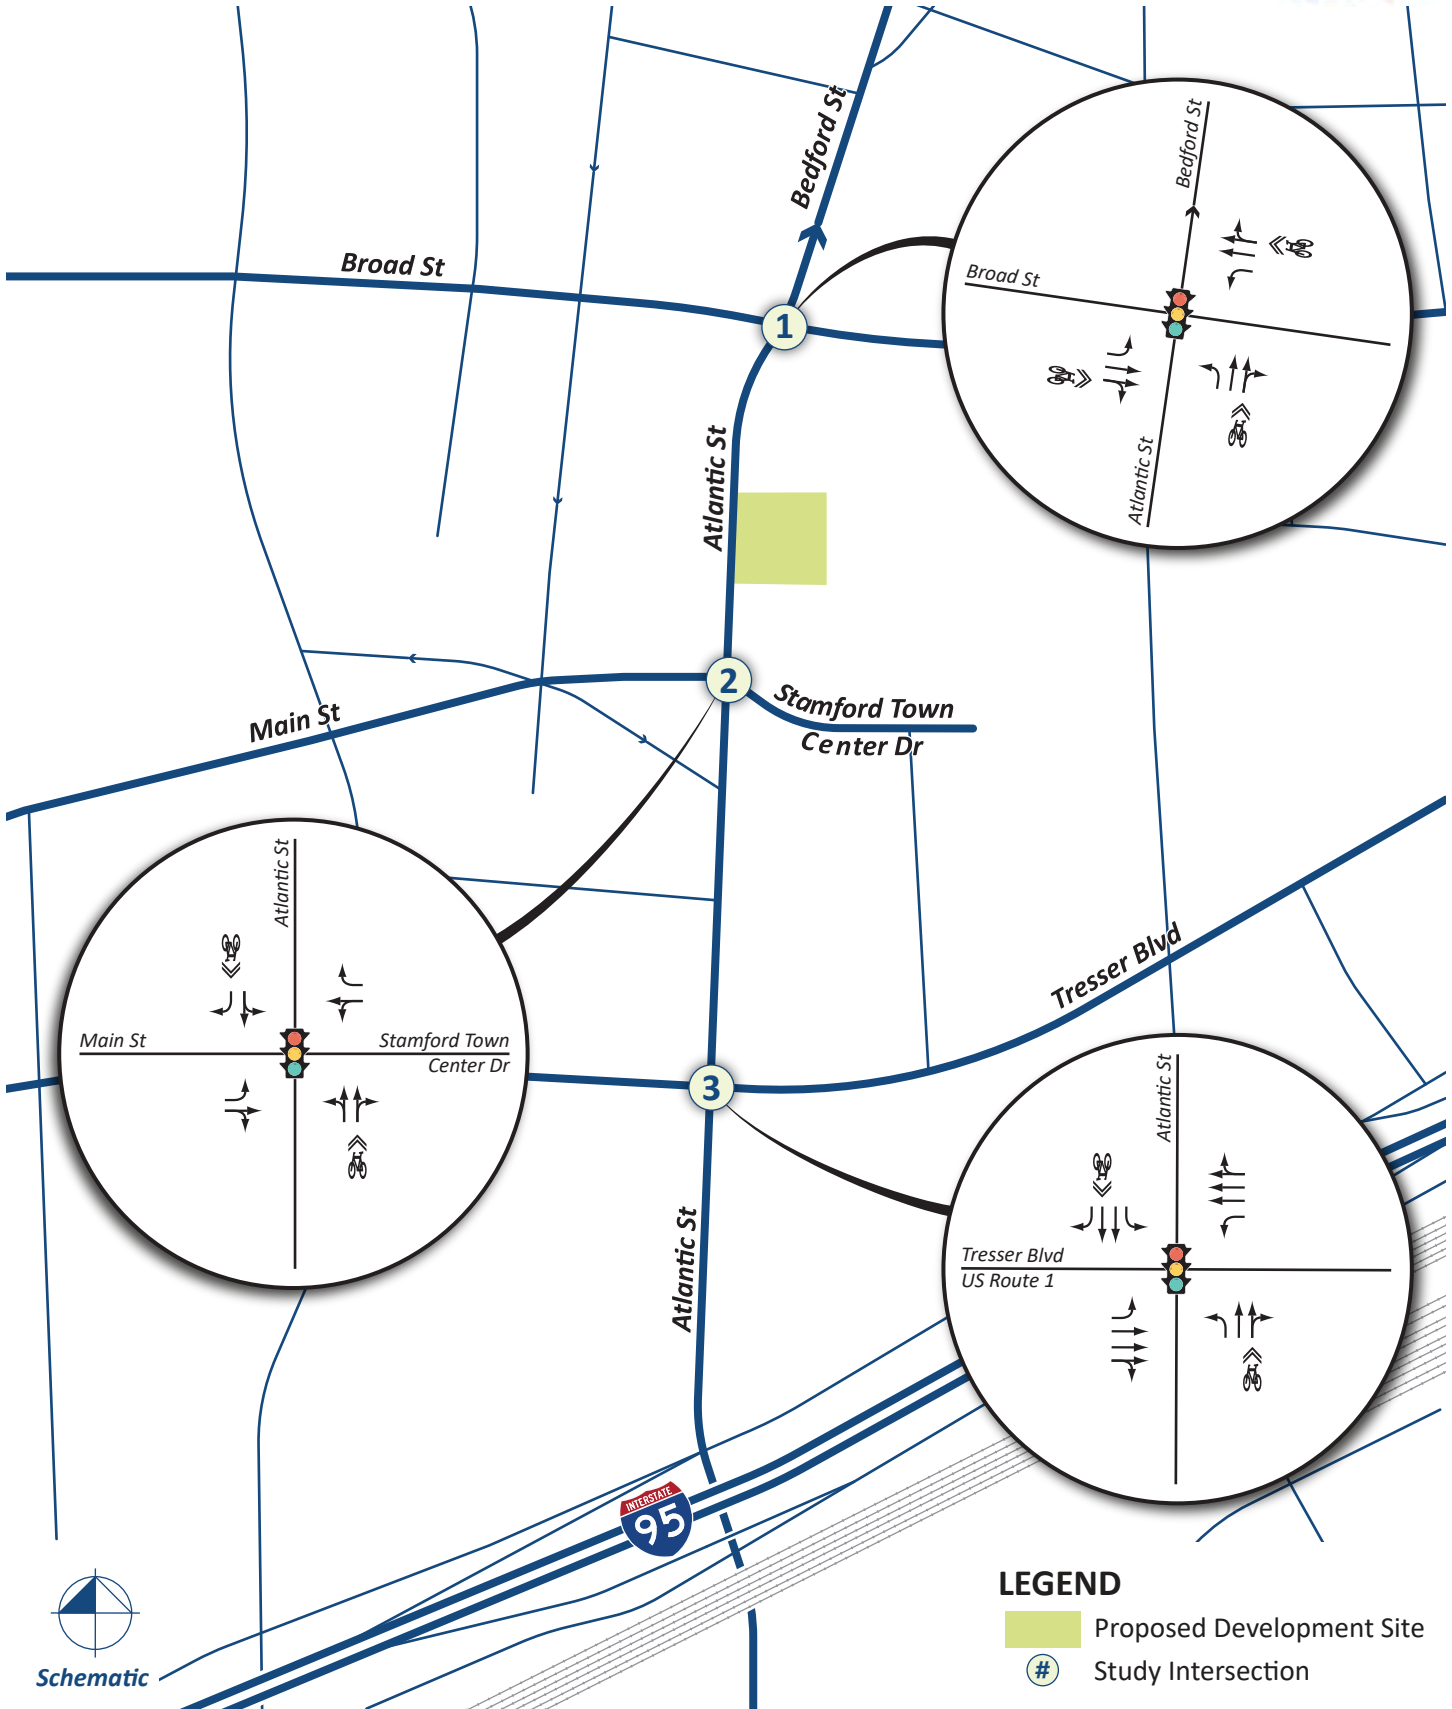 Bedford St
Bedford St
Broad St
Broad St
1
Atlantic St
Atlantic St
2
Stamford Town
Center Dr
Main St
Atlantic St
Main St
Stamford Town
Center Dr
Tresser Blvd
3
Atlantic St
Atlantic St
Tresser Blvd
US Route 1
INTERSTATE
95
LEGEND
Proposed Development Site
# Study Intersection
Schematic